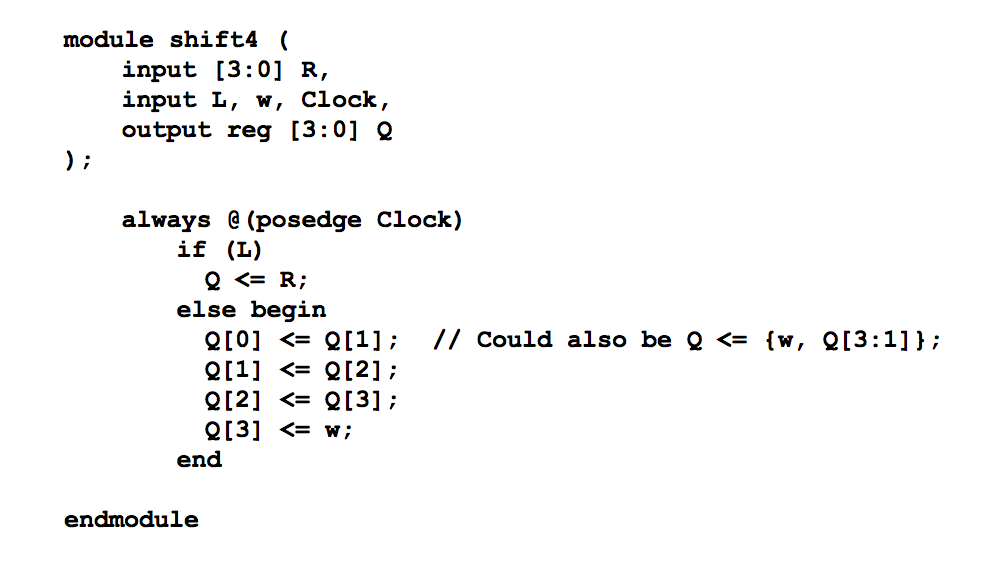 module shift4 (
    input [3:0] R,
    input L, w, Clock,
    output reg [3:0] Q
);

    always @(posedge Clock)
        if (L)
          Q <= R;
        else begin
          Q[0] <= Q[1];  // Could also be Q <= {w, Q[3:1]};
          Q[1] <= Q[2];
          Q[2] <= Q[3];
          Q[3] <= w;
        end

endmodule